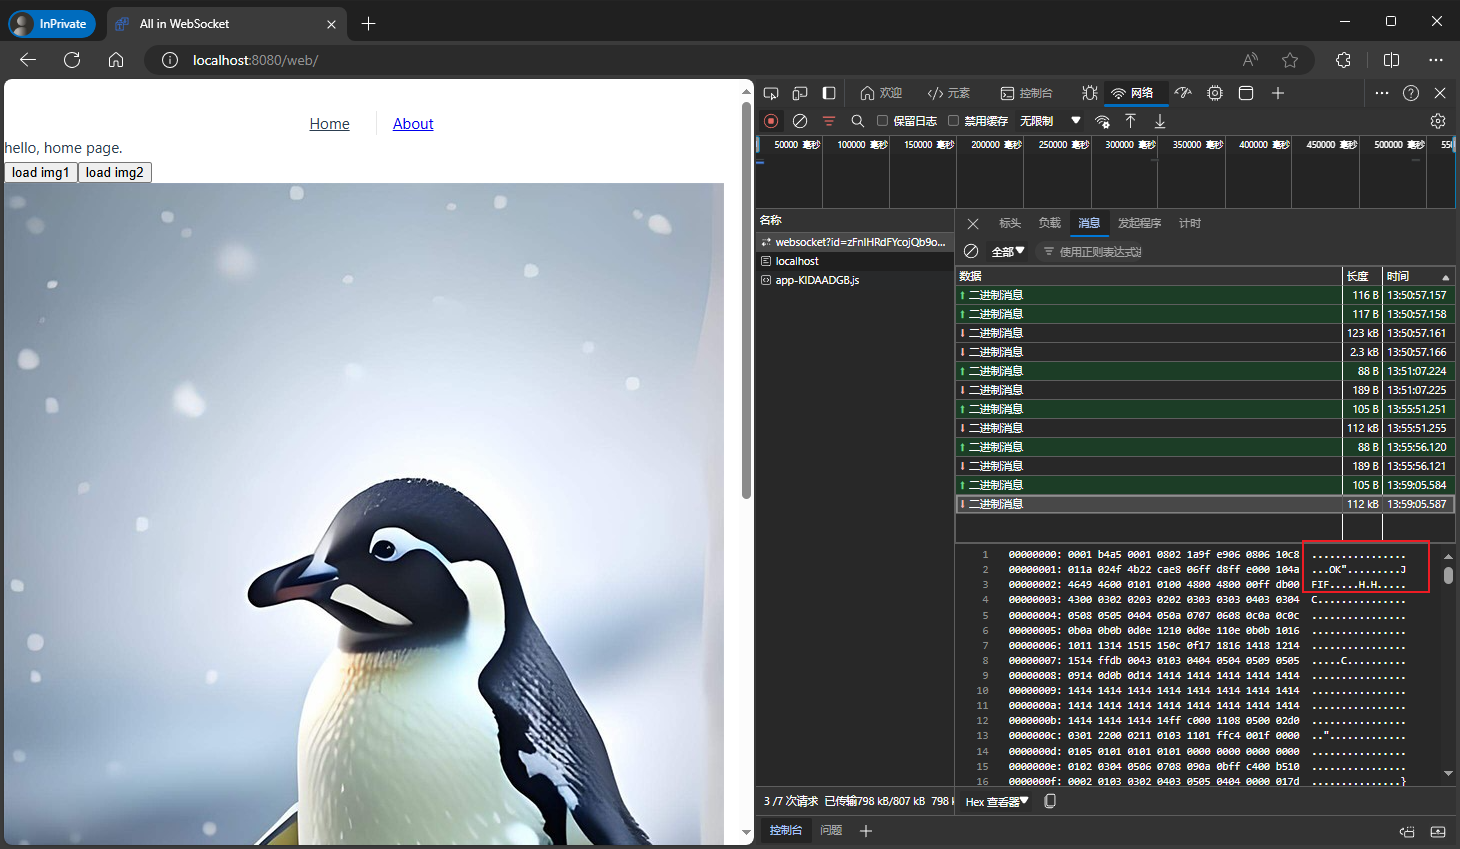 InPrivate
All in WebSocket
localhost:8080/web/
Home
About
hello, home page.
load img1
load img2
欢迎
元素
控制台
网络
保留日志
禁用缓存
无限制
50000 毫秒
100000 毫秒
150000 毫秒
200000 毫秒
250000 毫秒
300000 毫秒
350000 毫秒
400000 毫秒
450000 毫秒
500000 毫秒
名称
websocket?id=zFnIHRdFYcojQb9o...
localhost
app-KIDAADGB.js
标头
负载
消息
发起程序
计时
全部
使用正则表达式过
数据 长度 时间
二进制消息 116 B 13:50:57.157
二进制消息 117 B 13:50:57.158
二进制消息 123 kB 13:50:57.161
二进制消息 2.3 kB 13:50:57.166
二进制消息 88 B 13:51:07.224
二进制消息 189 B 13:51:07.225
二进制消息 105 B 13:55:51.251
二进制消息 112 kB 13:55:51.255
二进制消息 88 B 13:55:56.120
二进制消息 189 B 13:55:56.121
二进制消息 105 B 13:59:05.584
二进制消息 112 kB 13:59:05.587
1 00000000: 0001 b4a5 0001 0802 1a9f e906 0806 10c8 ................
2 00000001: 011a 024f 4b22 cae8 06ff d8ff e000 104a ...OK".........J
3 00000002: 4649 4600 0101 0100 4800 4800 00ff db00 FIF.....H.H.....
4 00000003: 4300 0302 0203 0202 0303 0303 0403 0304 C...............
5 00000004: 0508 0505 0404 050a 0707 0608 0c0a 0c0c ................
6 00000005: 0b0a 0b0b 0d0e 1210 0d0e 110e 0b0b 1016 ................
7 00000006: 1011 1314 1515 150c 0f17 1816 1418 1214 ................
8 00000007: 1514 ffdb 0043 0103 0404 0504 0509 0505 .....C..........
9 00000008: 0914 0d0b 0d14 1414 1414 1414 1414 1414 ................
10 00000009: 1414 1414 1414 1414 1414 1414 1414 1414 ................
11 0000000a: 1414 1414 1414 1414 1414 1414 1414 1414 ................
12 0000000b: 1414 1414 1414 14ff c000 1108 0500 02d0 ................
13 0000000c: 0301 2200 0211 0103 1101 ffc4 001f 0000 ..".............
14 0000000d: 0105 0101 0101 0101 0000 0000 0000 0000 ................
15 0000000e: 0102 0304 0506 0708 090a 0bff c400 b510 ................
16 0000000f: 0002 0103 0302 0403 0505 0404 0000 017d ...............}
3 /7 次请求 已传输798 kB/807 kB 798 k
Hex 查看器
控制台
问题